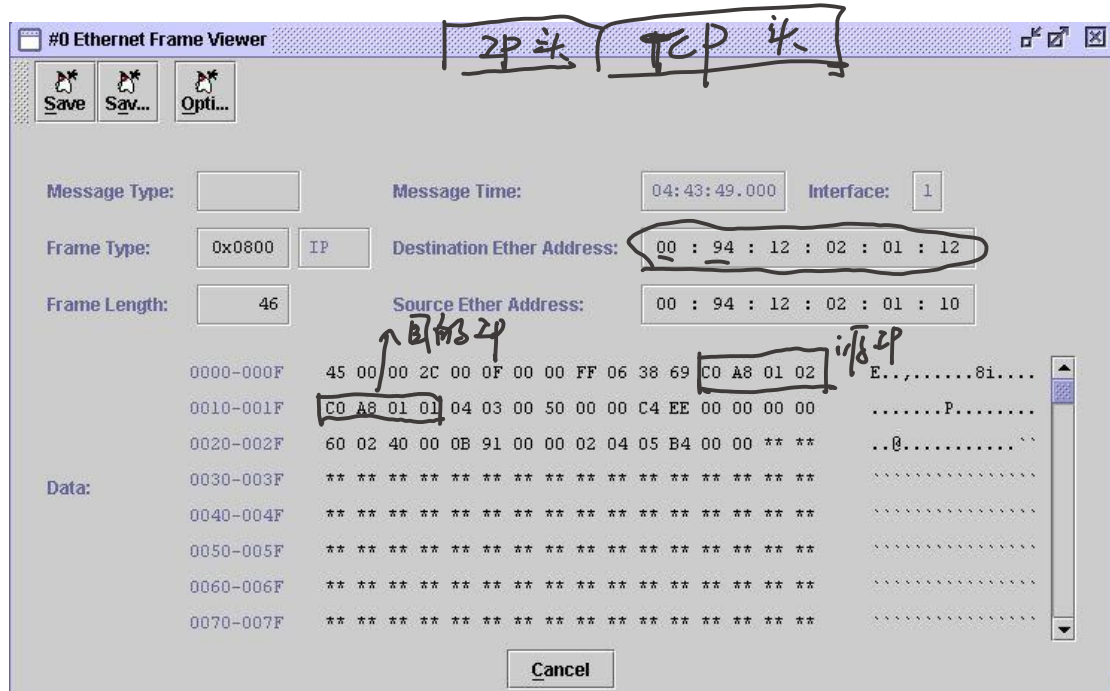 #0 Ethernet Frame Viewer
IP 头 TCP 头
Save Sav... Opti...
Message Type: Message Time: 04:43:49.000 Interface: 1
Frame Type: 0x0800 IP Destination Ether Address: 00 : 94 : 12 : 02 : 01 : 12
Frame Length: 46 Source Ether Address: 00 : 94 : 12 : 02 : 01 : 10
目的 IP 源 IP
0000-000F 45 00 00 2C 00 0F 00 00 FF 06 38 69 C0 A8 01 02 E..,......8i....
0010-001F C0 A8 01 01 04 03 00 50 00 00 C4 EE 00 00 00 00 .......P........
0020-002F 60 02 40 00 0B 91 00 00 02 04 05 B4 00 00 ** ** ..@...........``
Data:
0030-003F ** ** ** ** ** ** ** ** ** ** ** ** ** ** ** ** ````````````````
0040-004F ** ** ** ** ** ** ** ** ** ** ** ** ** ** ** ** ````````````````
0050-005F ** ** ** ** ** ** ** ** ** ** ** ** ** ** ** ** ````````````````
0060-006F ** ** ** ** ** ** ** ** ** ** ** ** ** ** ** ** ````````````````
0070-007F ** ** ** ** ** ** ** ** ** ** ** ** ** ** ** ** ````````````````
Cancel